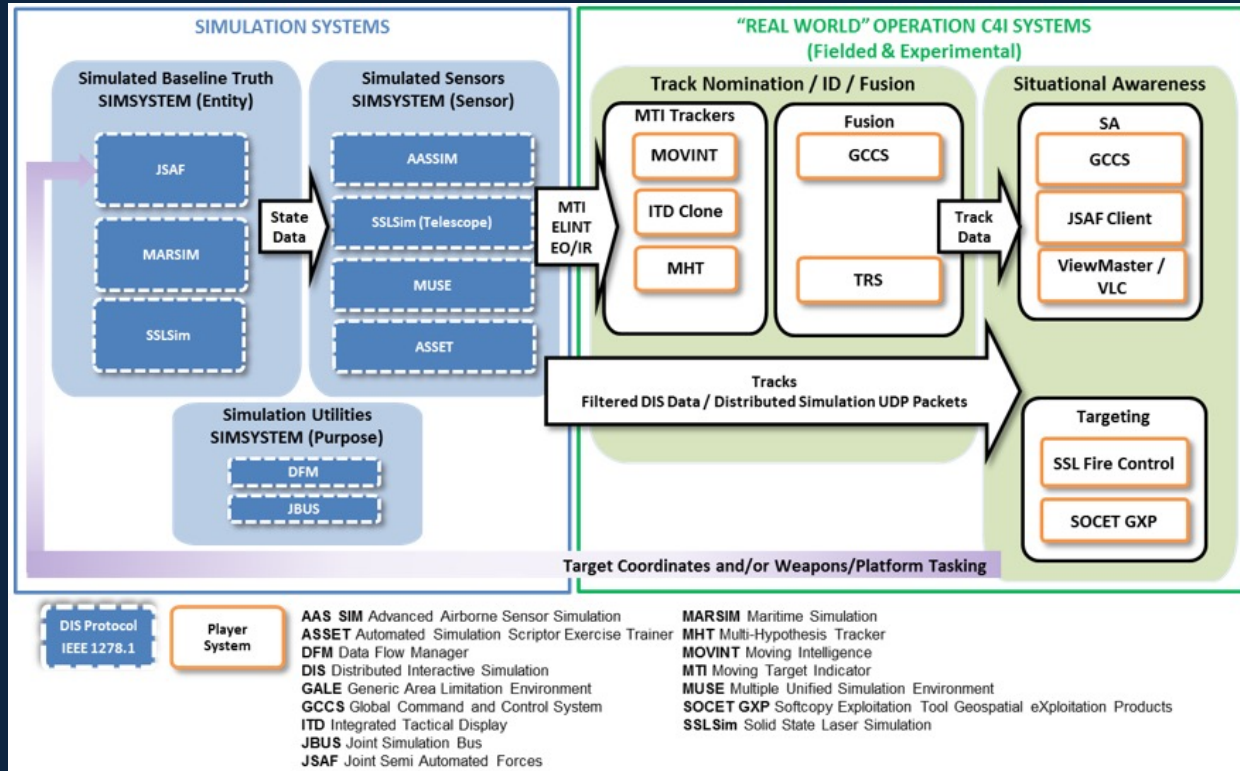 SIMULATION SYSTEMS
Simulated Baseline Truth
SIMSYSTEM (Entity)
JSAF
MARSIM
SSLSim
State
Data
Simulated Sensors
SIMSYSTEM (Sensor)
AASSIM
SSLSim (Telescope)
MUSE
ASSET
Simulation Utilities
SIMSYSTEM (Purpose)
DFM
JBUS
MTI
ELINT
EO/IR
"REAL WORLD" OPERATION C4I SYSTEMS
(Fielded & Experimental)
Track Nomination / ID / Fusion
MTI Trackers
MOVINT
ITD Clone
MHT
Fusion
GCCS
TRS
Track
Data
Situational Awareness
SA
GCCS
JSAF Client
ViewMaster /
VLC
Tracks
Filtered DIS Data / Distributed Simulation UDP Packets
Targeting
SSL Fire Control
SOCET GXP
Target Coordinates and/or Weapons/Platform Tasking
DIS Protocol
IEEE 1278.1
Player
System
AAS SIM Advanced Airborne Sensor Simulation
ASSET Automated Simulation Scriptor Exercise Trainer
DFM Data Flow Manager
DIS Distributed Interactive Simulation
GALE Generic Area Limitation Environment
GCCS Global Command and Control System
ITD Integrated Tactical Display
JBUS Joint Simulation Bus
JSAF Joint Semi Automated Forces
MARSIM Maritime Simulation
MHT Multi-Hypothesis Tracker
MOVINT Moving Intelligence
MTI Moving Target Indicator
MUSE Multiple Unified Simulation Environment
SOCET GXP Softcopy Exploitation Tool Geospatial eXploitation Products
SSLSim Solid State Laser Simulation